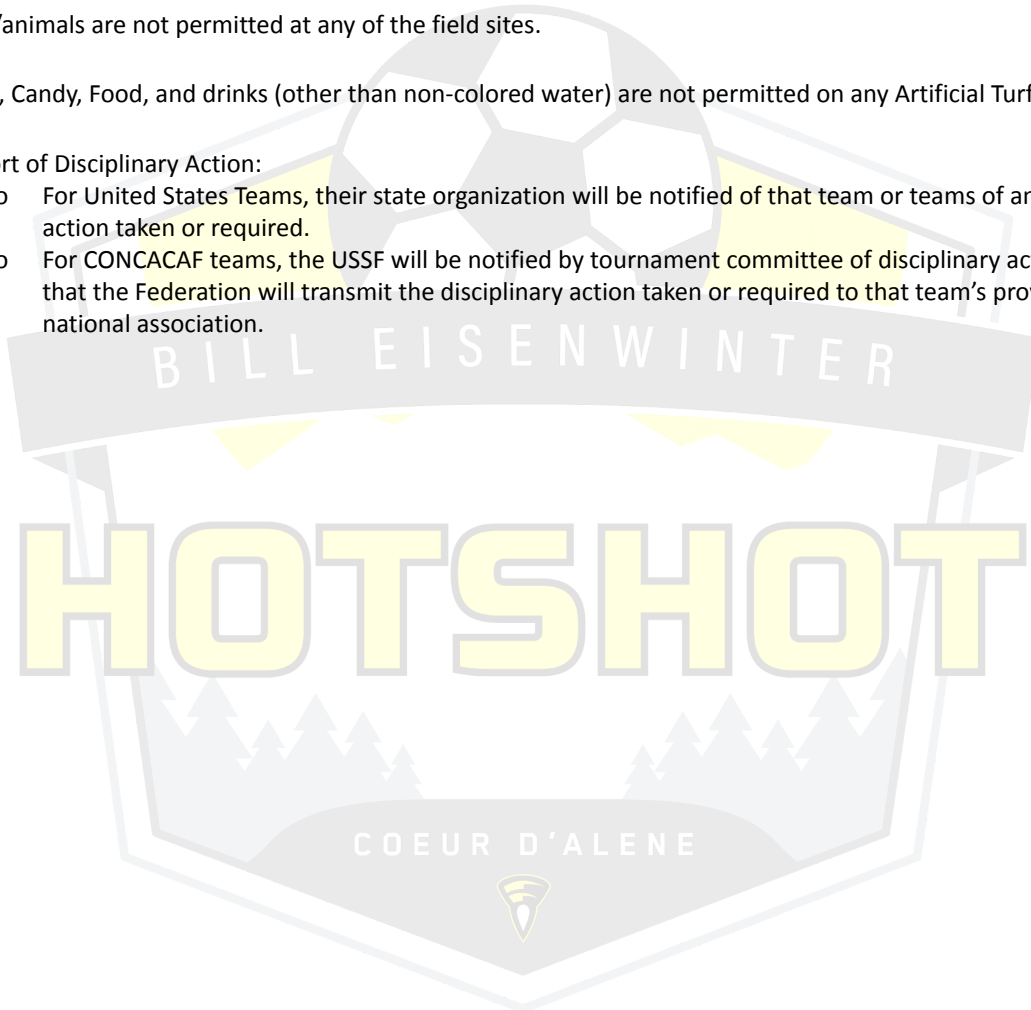 /animals are not permitted at any of the field sites.
, Candy, Food, and drinks (other than non-colored water) are not permitted on any Artificial Turf
ort of Disciplinary Action:
o For United States Teams, their state organization will be notified of that team or teams of
action taken or required.
o For CONCACAF teams, the USSF will be notified by tournament committee of disciplinary
that the Federation will transmit the disciplinary action taken or required to that team's
national association.
BILL EISENWINTER
HOTSHOT
COEUR D'ALENE